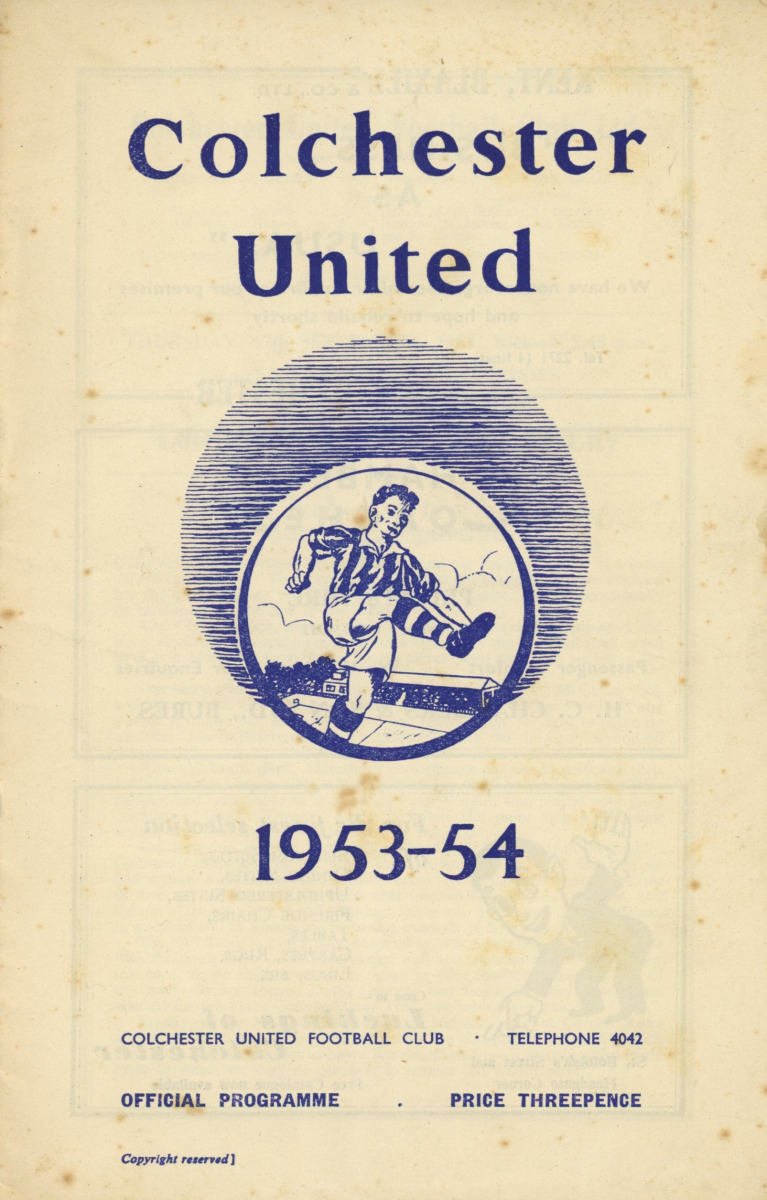 Colchester
United
1953-54
COLCHESTER UNITED FOOTBALL CLUB · TELEPHONE 4042
OFFICIAL PROGRAMME . PRICE THREEPENCE
Copyright reserved]